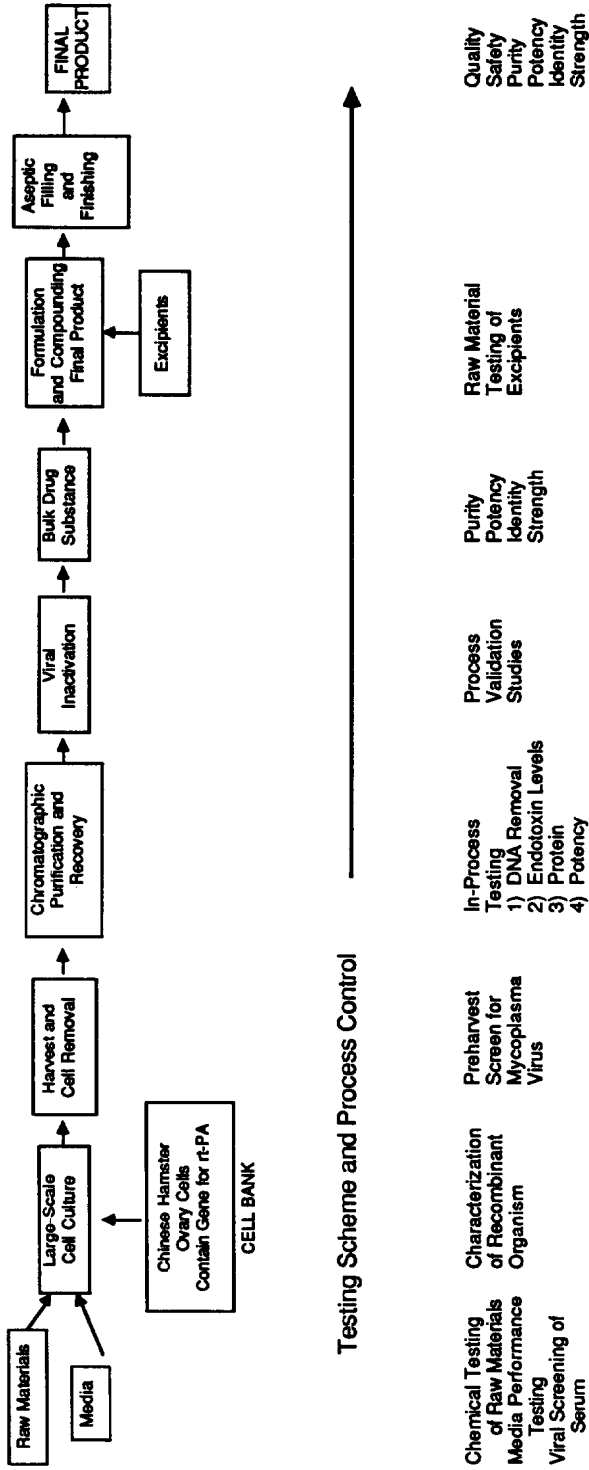 Raw Materials
Media
Large-Scale
Cell Culture
Chinese Hamster
Ovary Cells
Contain Gene for rt-PA
CELL BANK
Harvest and
Cell Removal
Chromatographic
Purification and
Recovery
Viral
Inactivation
Bulk Drug
Substance
Formulation
and Compounding
Final Product
Excipients
Aseptic
Filling
and
Finishing
FINAL
PRODUCT
Testing Scheme and Process Control
Chemical Testing
of Raw Materials
Media Performance
Testing
Viral Screening of
Serum
Characterization
of Recombinant
Organism
Preharvest
Screen for
Mycoplasma
Virus
In-Process
Testing
1) DNA Removal
2) Endotoxin Levels
3) Protein
4) Potency
Process
Validation
Studies
Purity
Potency
Identity
Strength
Raw Material
Testing of
Excipients
Quality
Safety
Purity
Potency
Identity
Strength